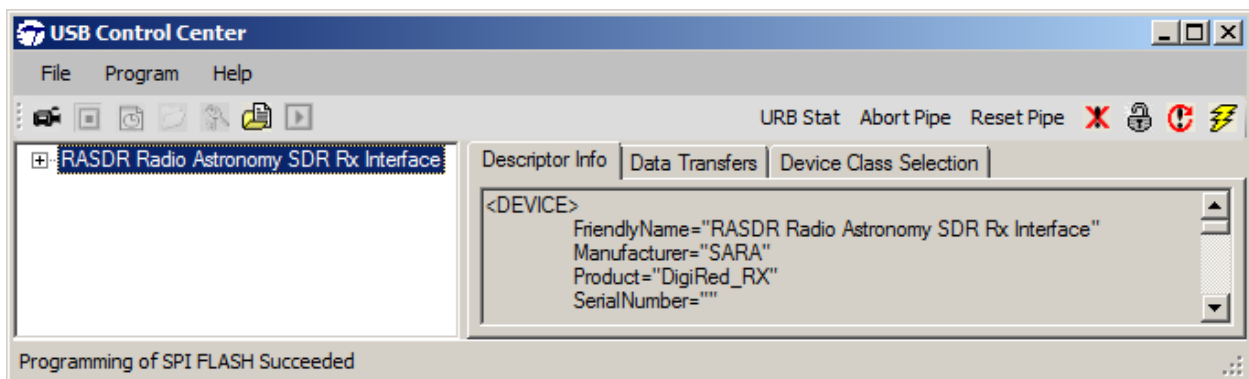 USB Control Center
File Program Help
URB Stat Abort Pipe Reset Pipe
RASDR Radio Astronomy SDR Rx Interface
Descriptor Info Data Transfers Device Class Selection
<DEVICE>
FriendlyName="RASDR Radio Astronomy SDR Rx Interface"
Manufacturer="SARA"
Product="DigiRed_RX"
SerialNumber=""
Programming of SPI FLASH Succeeded